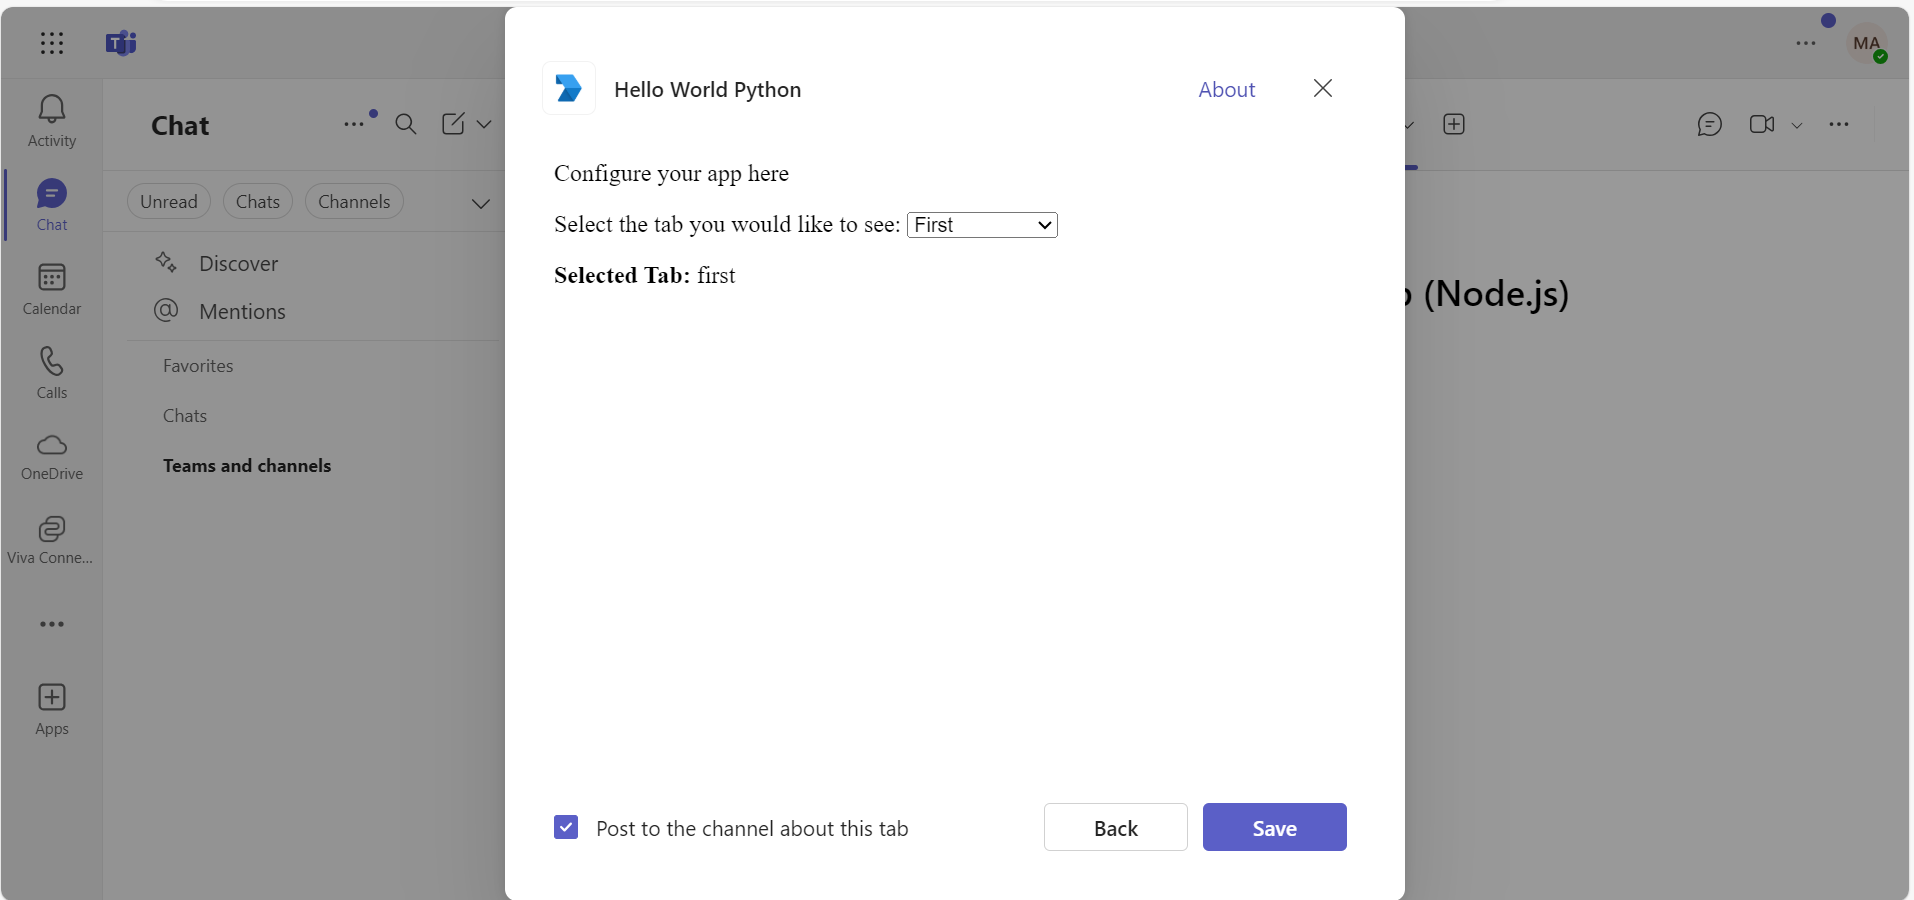 MA
Activity
Chat
Calendar
Calls
OneDrive
Viva Conne...
Apps
Chat
Unread
Chats
Channels
Discover
@ Mentions
Favorites
Chats
Teams and channels
Hello World Python
About
Configure your app here
Select the tab you would like to see: First
Selected Tab: first
Post to the channel about this tab
Back
Save
(Node.js)